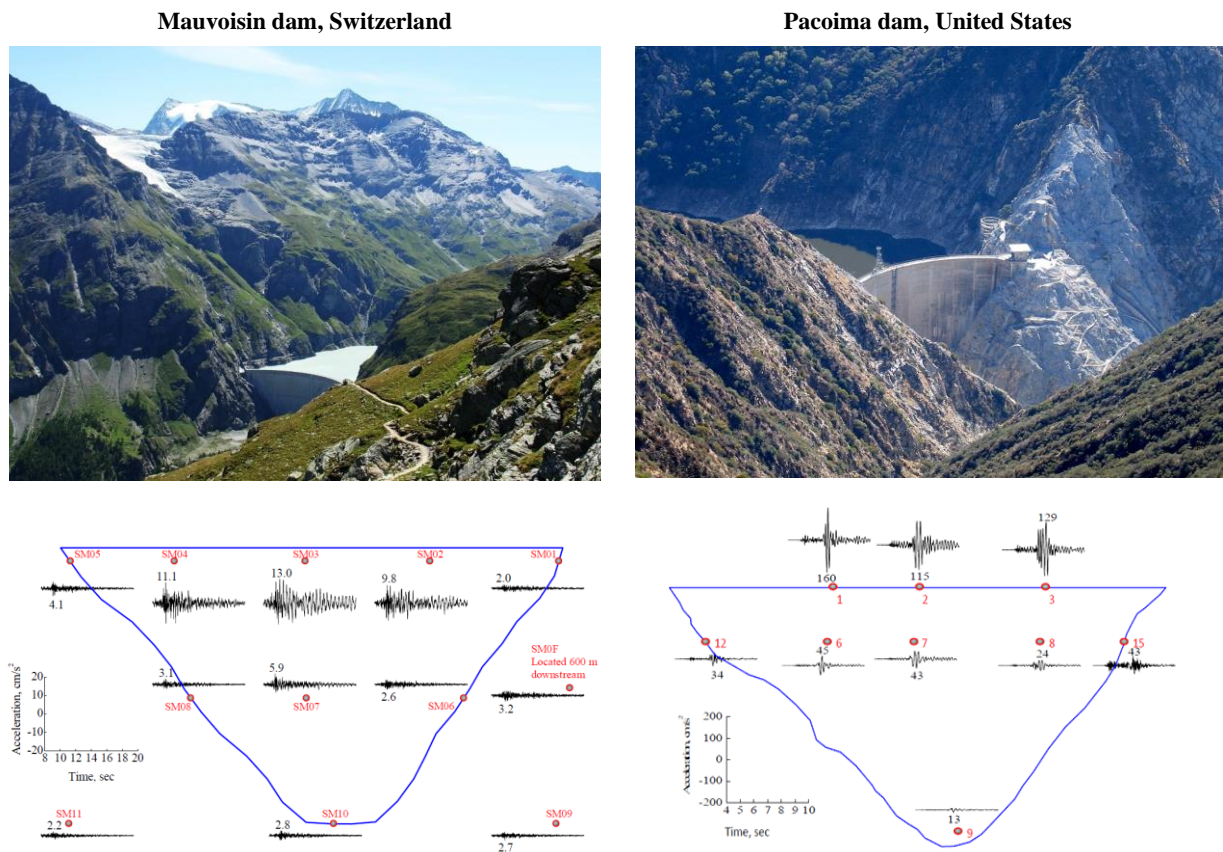 Mauvoisin dam, Switzerland
Pacoima dam, United States
SM05
SM04
SM03
SM02
SM01
4.1
11.1
13.0
9.8
2.0
SM0F
Located 600 m
downstream
3.1
5.9
2.6
3.2
SM08
SM07
SM06
Acceleration, cm/s²
20
10
0
-10
-20
8 10 12 14 16 18 20
Time, sec
SM11
SM10
SM09
2.2
2.8
2.7
129
160
115
1
2
3
12
6
7
8
15
34
45
43
24
43
Acceleration, cm/s²
200
100
0
-100
-200
4 5 6 7 8 9 10
Time, sec
13
9